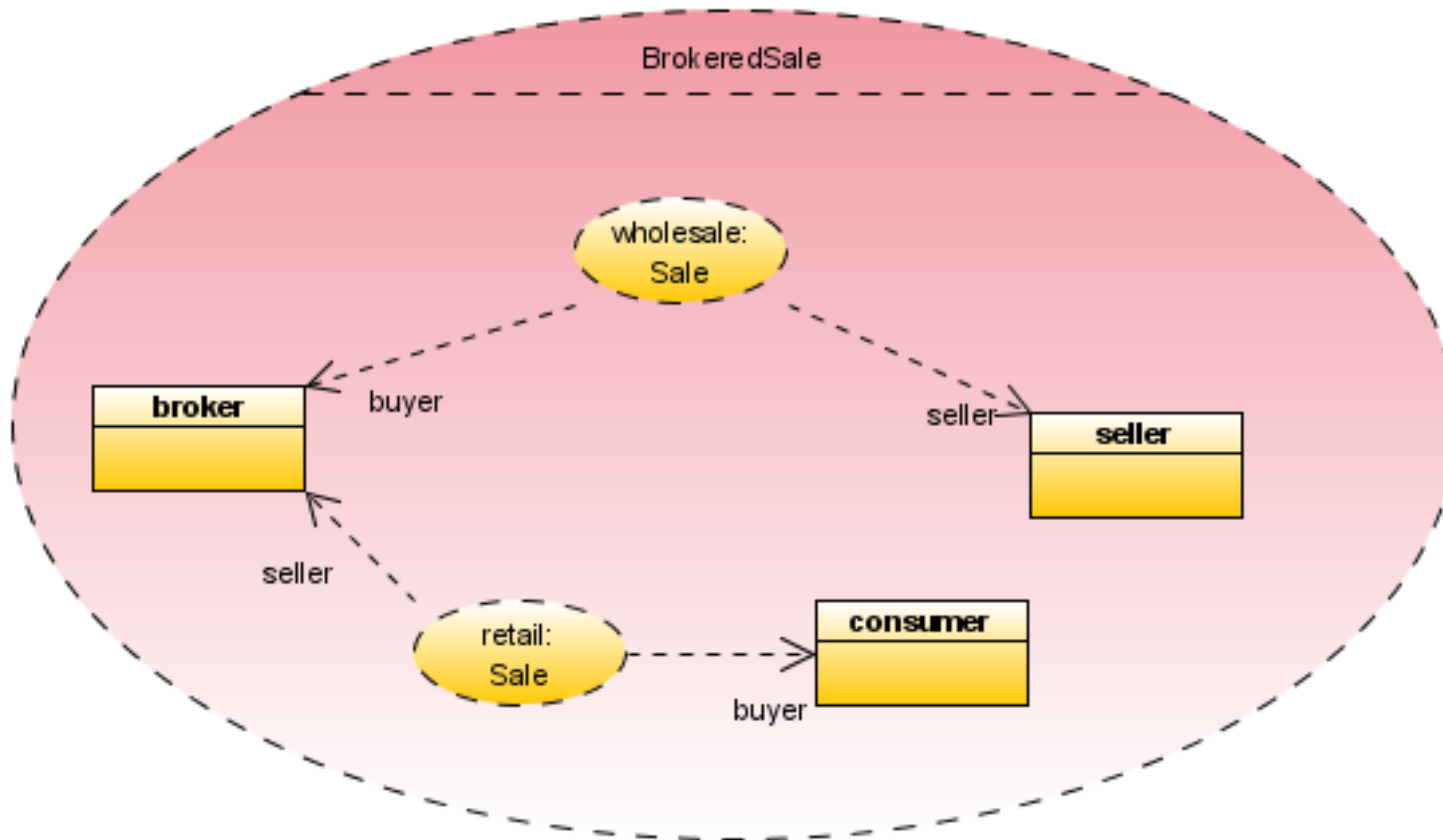 BrokeredSale
wholesale:
Sale
broker
buyer
seller
seller
seller
retail:
Sale
consumer
buyer